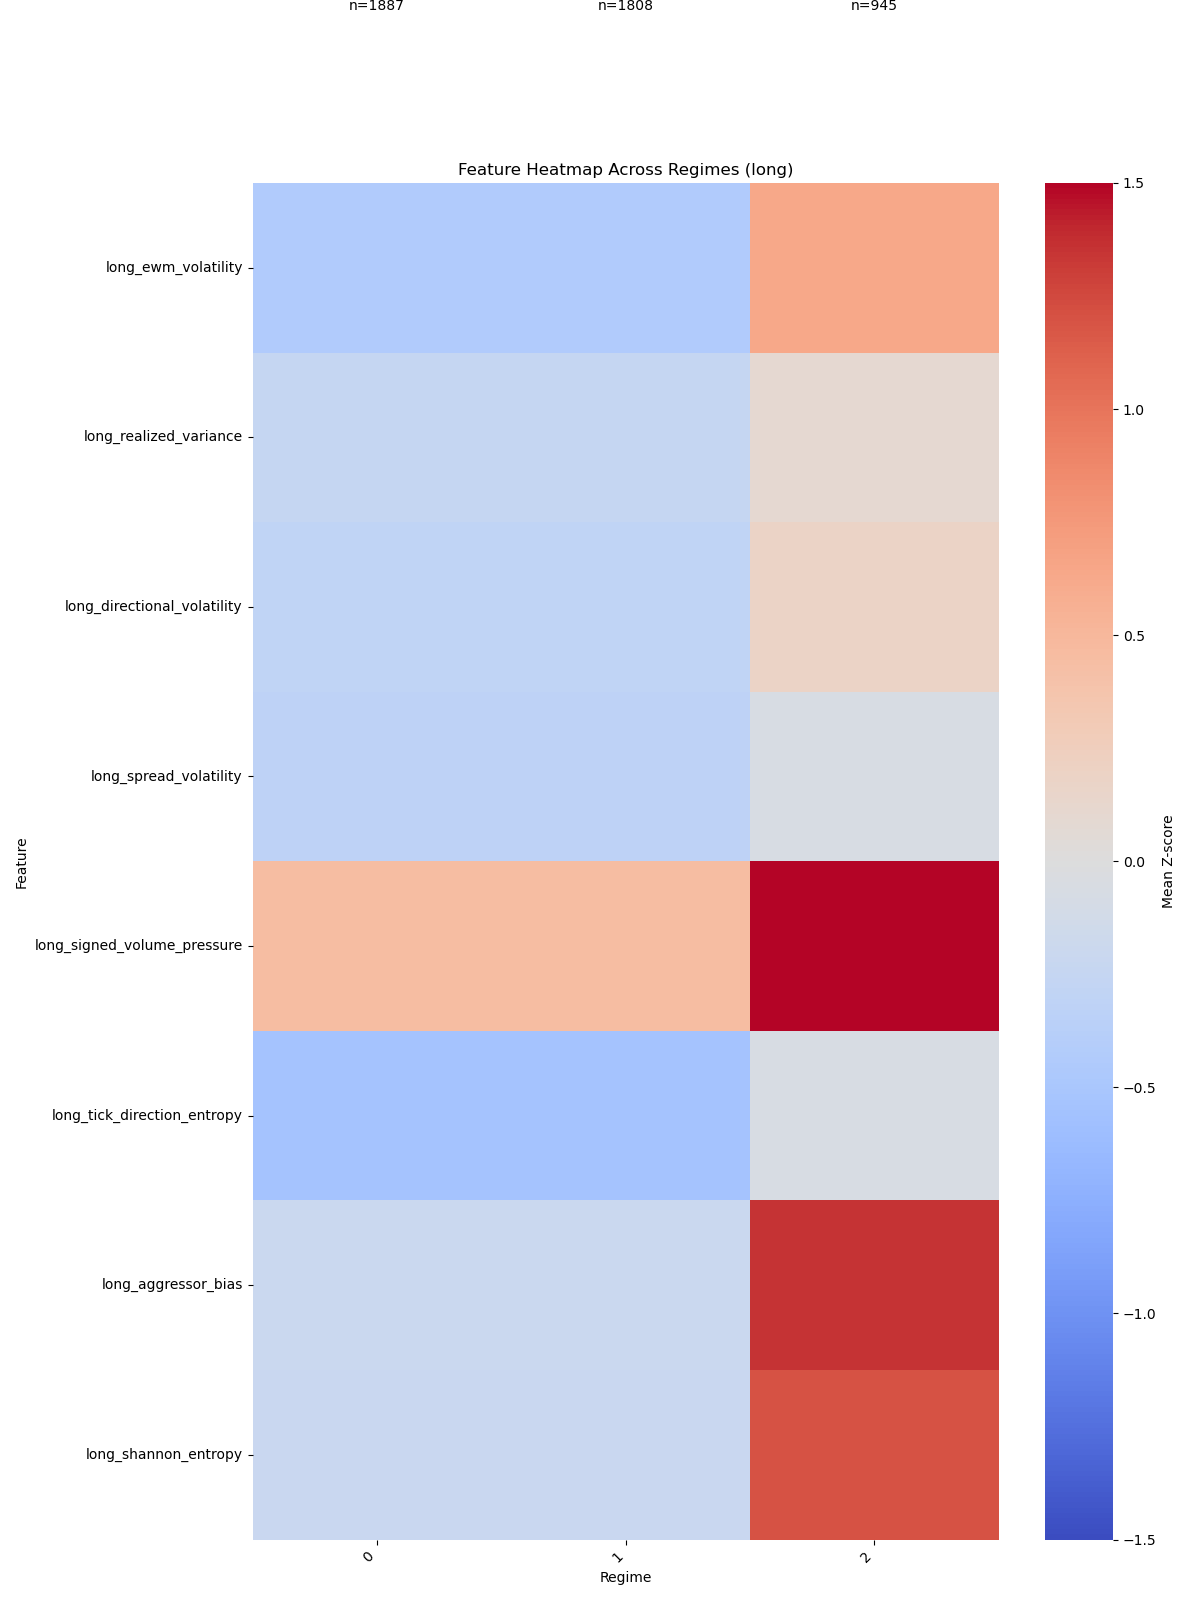 n=1887
n=1808
n=945
Feature Heatmap Across Regimes (long)
long_ewm_volatility
long_realized_variance
long_directional_volatility
long_spread_volatility
long_signed_volume_pressure
long_tick_direction_entropy
long_aggressor_bias
long_shannon_entropy
Feature
0
1
2
Regime
1.5
1.0
0.5
0.0
−0.5
−1.0
−1.5
Mean Z-score